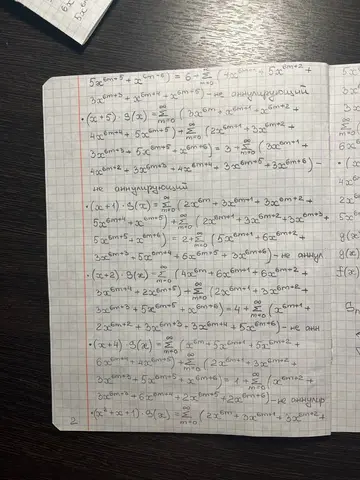 5x^{6m+5} + x^{6m+6}) = 6 + Σ_{m=0}^∞ (4x^{6m+1} + 5x^{6m+2} +
3x^{6m+3} + x^{6m+4} + x^{6m+5}) - не аннулирующий
• (x+5) · g(x) = Σ_{m=0}^∞ (3x^{6m} + x^{6m+1} + x^{6m+2} +
4x^{6m+4} + 5x^{6m+5}) + Σ_{m=0}^∞ (2x^{6m+1} + 3x^{6m+2} +
3x^{6m+3} + 5x^{6m+5} + x^{6m+6}) = 3 + Σ_{m=0}^∞ (3x^{6m+1} +
4x^{6m+2} + 3x^{6m+3} + 4x^{6m+4} + 3x^{6m+5} + 3x^{6m+6}) -
не аннулирующий
• (x+1) · g(x) = Σ_{m=0}^∞ (2x^{6m} + 3x^{6m+1} + 3x^{6m+2} +
5x^{6m+4} + x^{6m+5}) + Σ_{m=0}^∞ (2x^{6m+1} + 3x^{6m+2} + 3x^{6m+3} +
5x^{6m+5} + x^{6m+6}) = 2 + Σ_{m=0}^∞ (5x^{6m+1} + 6x^{6m+2} +
3x^{6m+3} + 5x^{6m+4} + 6x^{6m+5} + 3x^{6m+6}) - не аннул
• (x+2) · g(x) = Σ_{m=0}^∞ (4x^{6m} + 6x^{6m+1} + 6x^{6m+2} +
3x^{6m+4} + 2x^{6m+5}) + Σ_{m=0}^∞ (2x^{6m+1} + 3x^{6m+2} +
3x^{6m+3} + 5x^{6m+5} + x^{6m+6}) = 4 + Σ_{m=0}^∞ (x^{6m+1} +
2x^{6m+2} + 3x^{6m+3} + 3x^{6m+4} + 5x^{6m+6}) - не анн
• (x+4) · g(x) = Σ_{m=0}^∞ (x^{6m} + 5x^{6m+1} + 5x^{6m+2} +
6x^{6m+4} + 4x^{6m+5}) + Σ_{m=0}^∞ (2x^{6m+1} + 3x^{6m+2} +
3x^{6m+3} + 5x^{6m+5} + x^{6m+6}) = 1 + Σ_{m=0}^∞ (x^{6m+2} +
3x^{6m+3} + 6x^{6m+4} + 2x^{6m+5} + 2x^{6m+6}) - не аннулир
• (x² + x + 1) · g(x) = Σ_{m=0}^∞ (2x^{6m} + 3x^{6m+1} + 3x^{6m+2} +
2